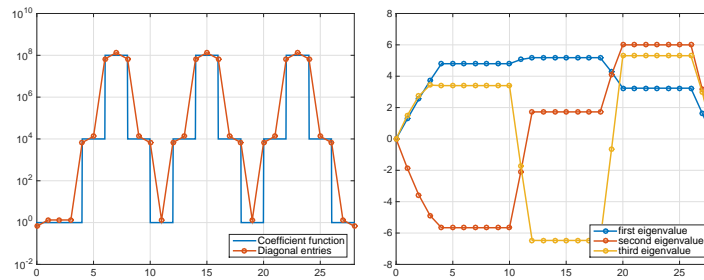 10^10
10^8
10^6
10^4
10^2
10^0
10^-2
0 5 10 15 20 25
Coefficient function
Diagonal entries
8
6
4
2
0
-2
-4
-6
-8
0 5 10 15 20 25
first eigenvalue
second eigenvalue
third eigenvalue